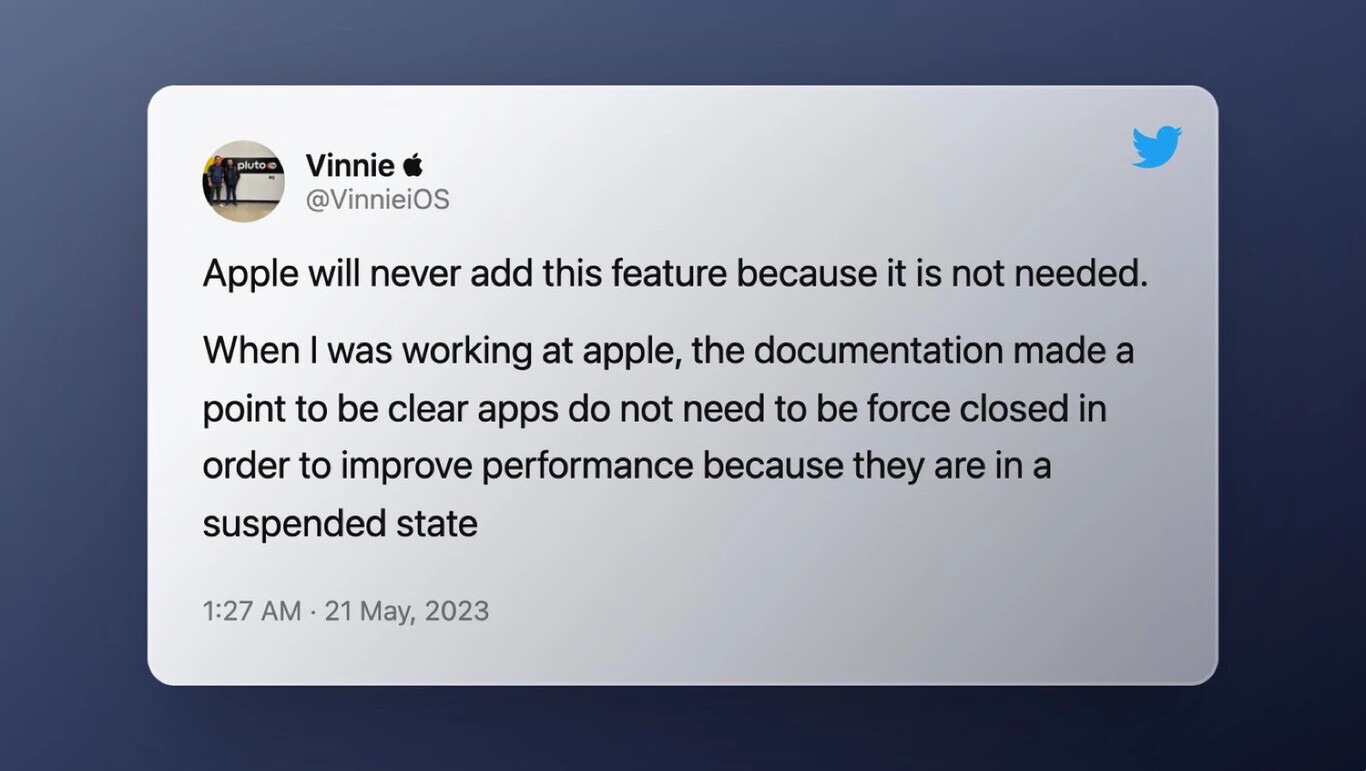 pluto
Vinnie 
@VinnieiOS
Apple will never add this feature because it is not needed.
When I was working at apple, the documentation made a
point to be clear apps do not need to be force closed in
order to improve performance because they are in a
suspended state
1:27 AM · 21 May, 2023